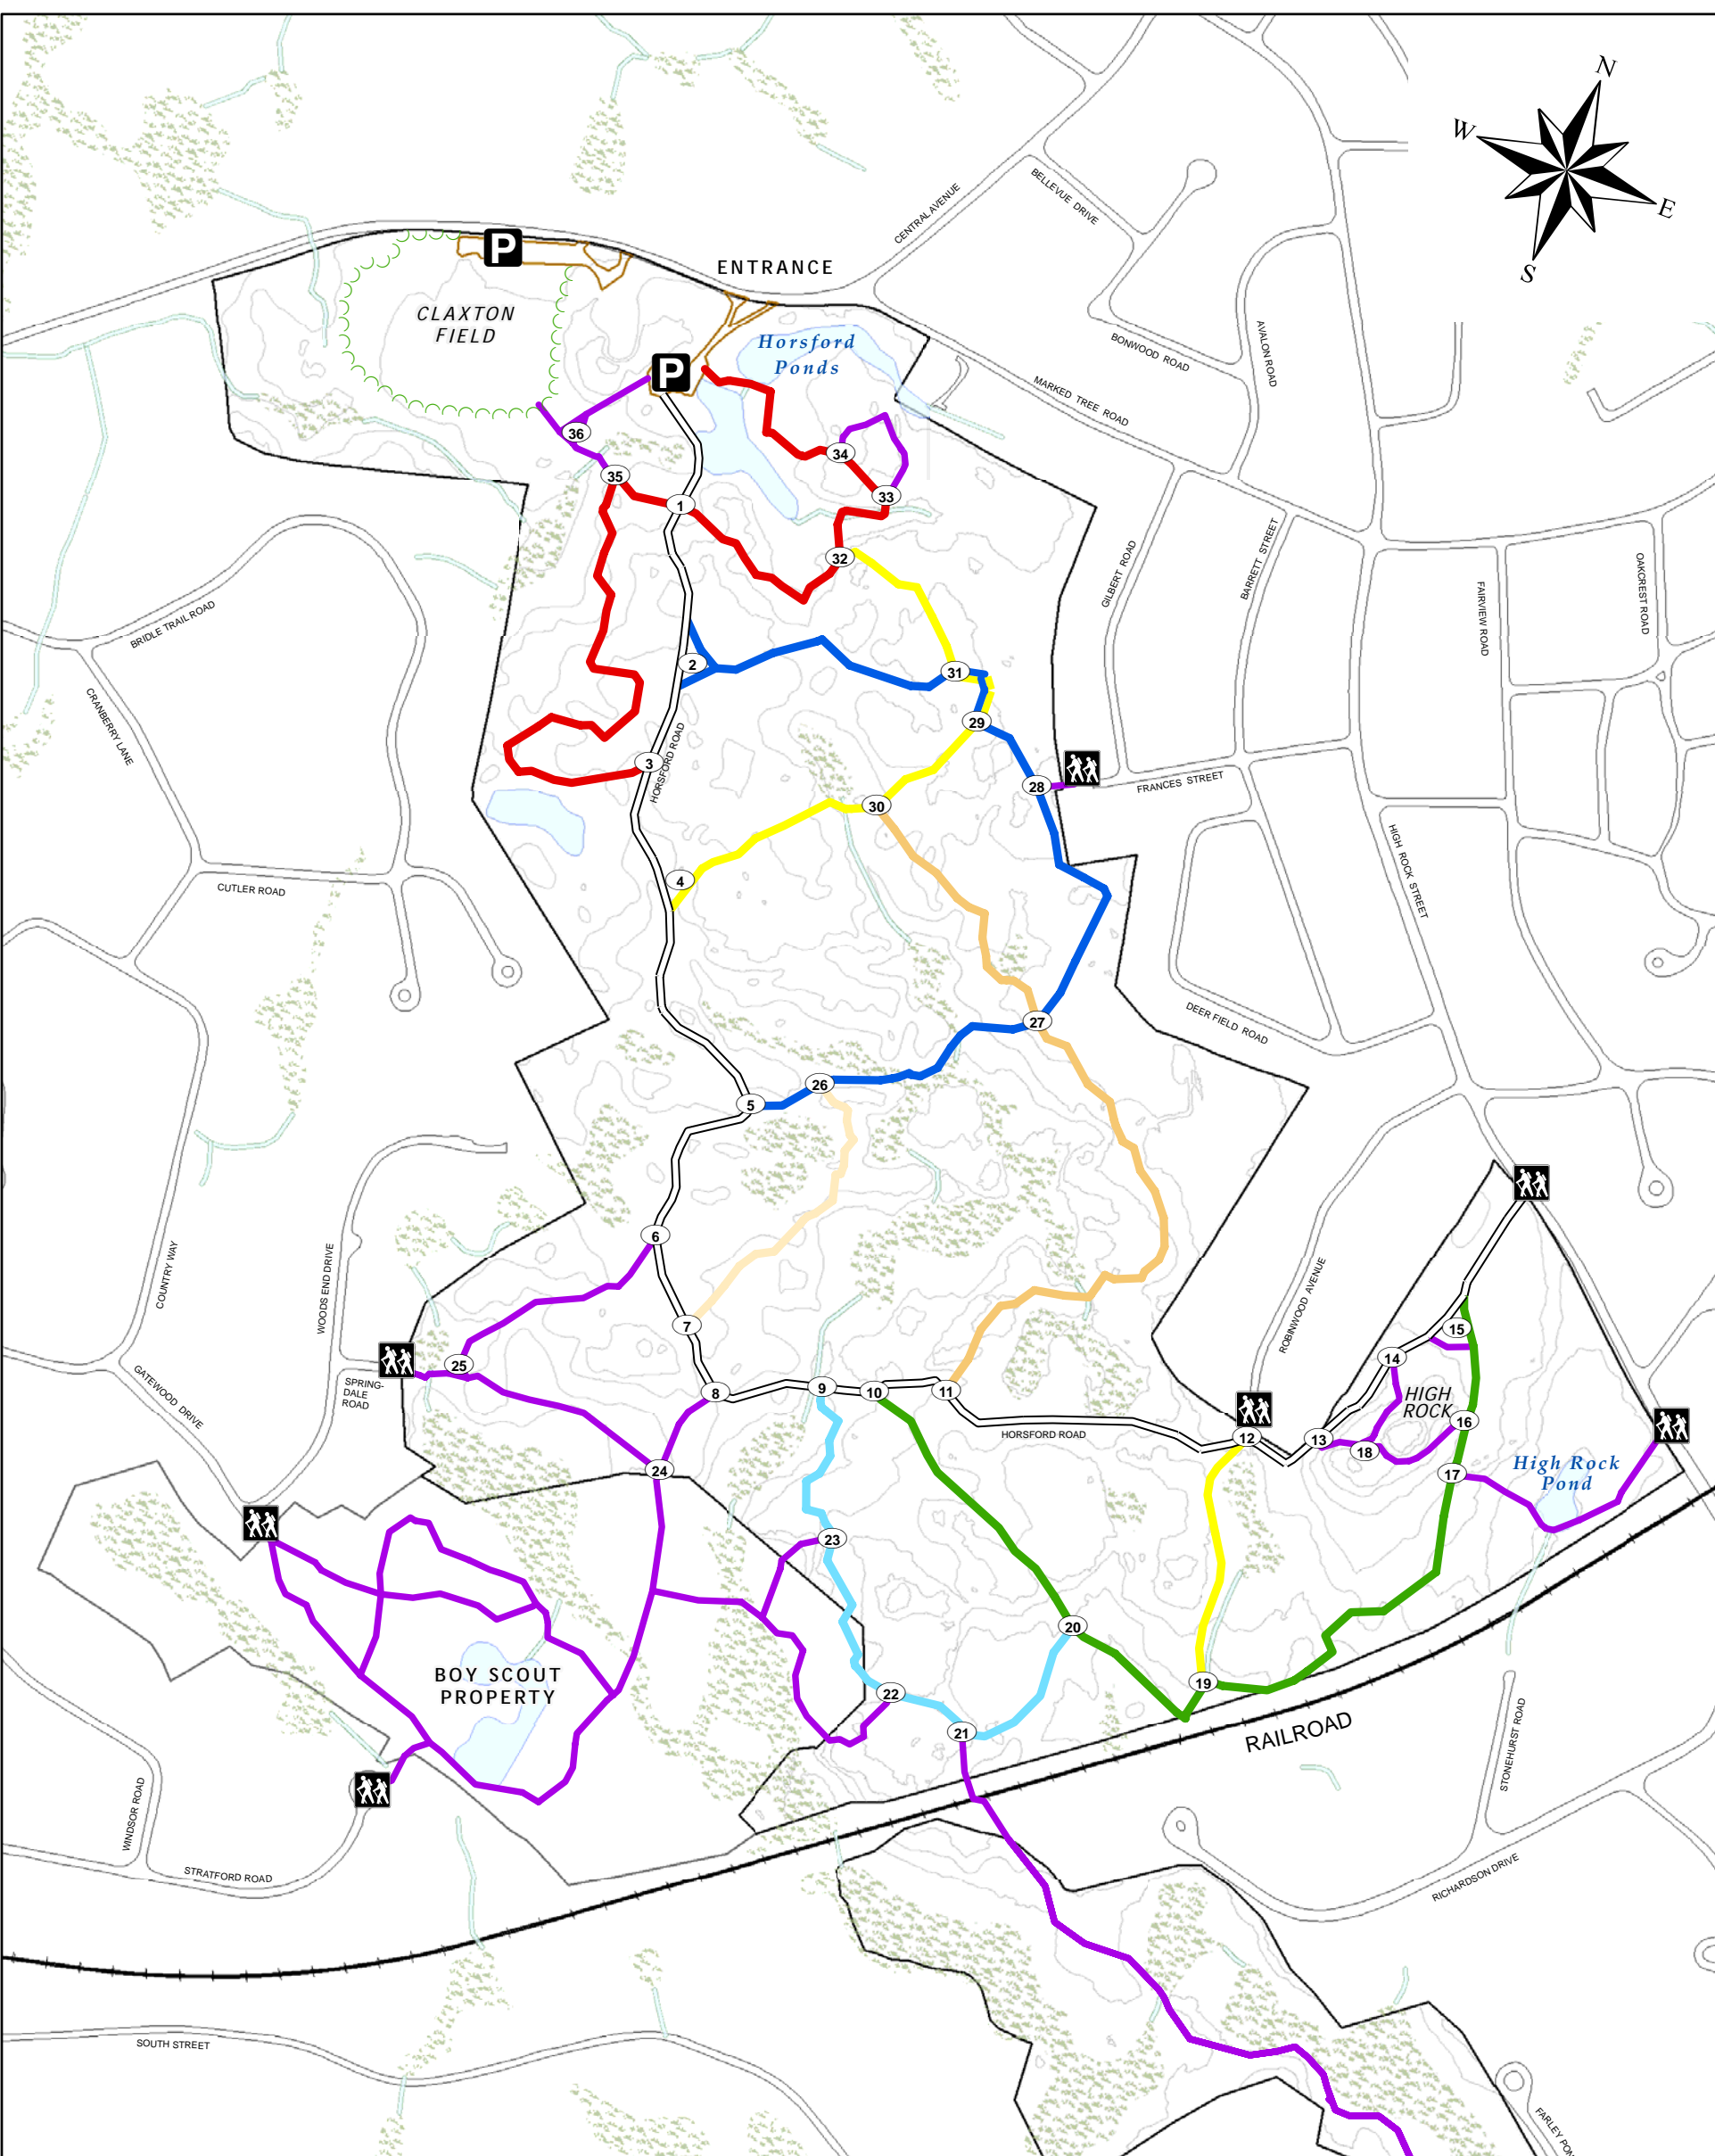 N
W
E
S
CENTRAL AVENUE
BELLEVUE DRIVE
P
ENTRANCE
CLAXTON
FIELD
Horsford
Ponds
P
BONWOOD ROAD
AVALON ROAD
MARKED TREE ROAD
36
34
35
33
1
32
GILBERT ROAD
BARRETT STREET
FAIRVIEW ROAD
OAKCREST ROAD
BRIDLE TRAIL ROAD
2
31
CRANBERRY LANE
29
3
HORSFORD ROAD
28
FRANCES STREET
30
HIGH ROCK STREET
4
CUTLER ROAD
27
DEER FIELD ROAD
26
5
6
COUNTRY WAY
WOODS END DRIVE
ROBINWOOD AVENUE
7
15
25
14
GATEWOOD DRIVE
SPRING-
DALE
ROAD
8
9
10
11
HIGH
ROCK
16
HORSFORD ROAD
12
13
18
24
17
High Rock
Pond
23
20
BOY SCOUT
PROPERTY
19
22
21
RAILROAD
STONEHURST ROAD
WINDSOR ROAD
STRATFORD ROAD
RICHARDSON DRIVE
SOUTH STREET
FARLEY